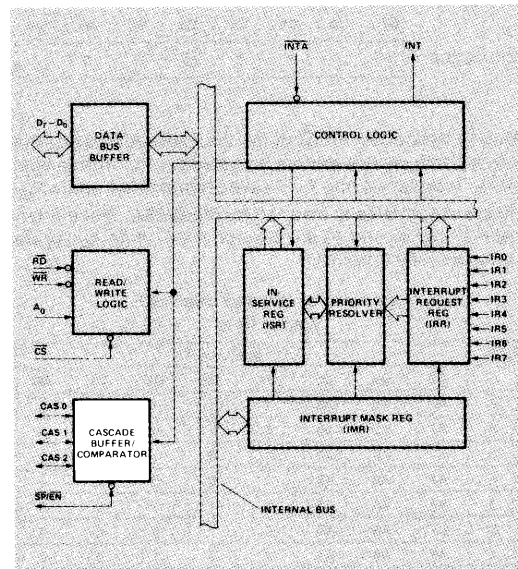 INTA
INT
D7 – D0
DATA
BUS
BUFFER
CONTROL LOGIC
RD
WR
A0
CS
READ/
WRITE
LOGIC
IN
SERVICE
REG
(ISR)
PRIORITY
RESOLVER
INTERRUPT
REQUEST
REG
(IRR)
IR0
IR1
IR2
IR3
IR4
IR5
IR6
IR7
CAS 0
CAS 1
CAS 2
SP/EN
CASCADE
BUFFER/
COMPARATOR
INTERRUPT MASK REG
(IMR)
INTERNAL BUS